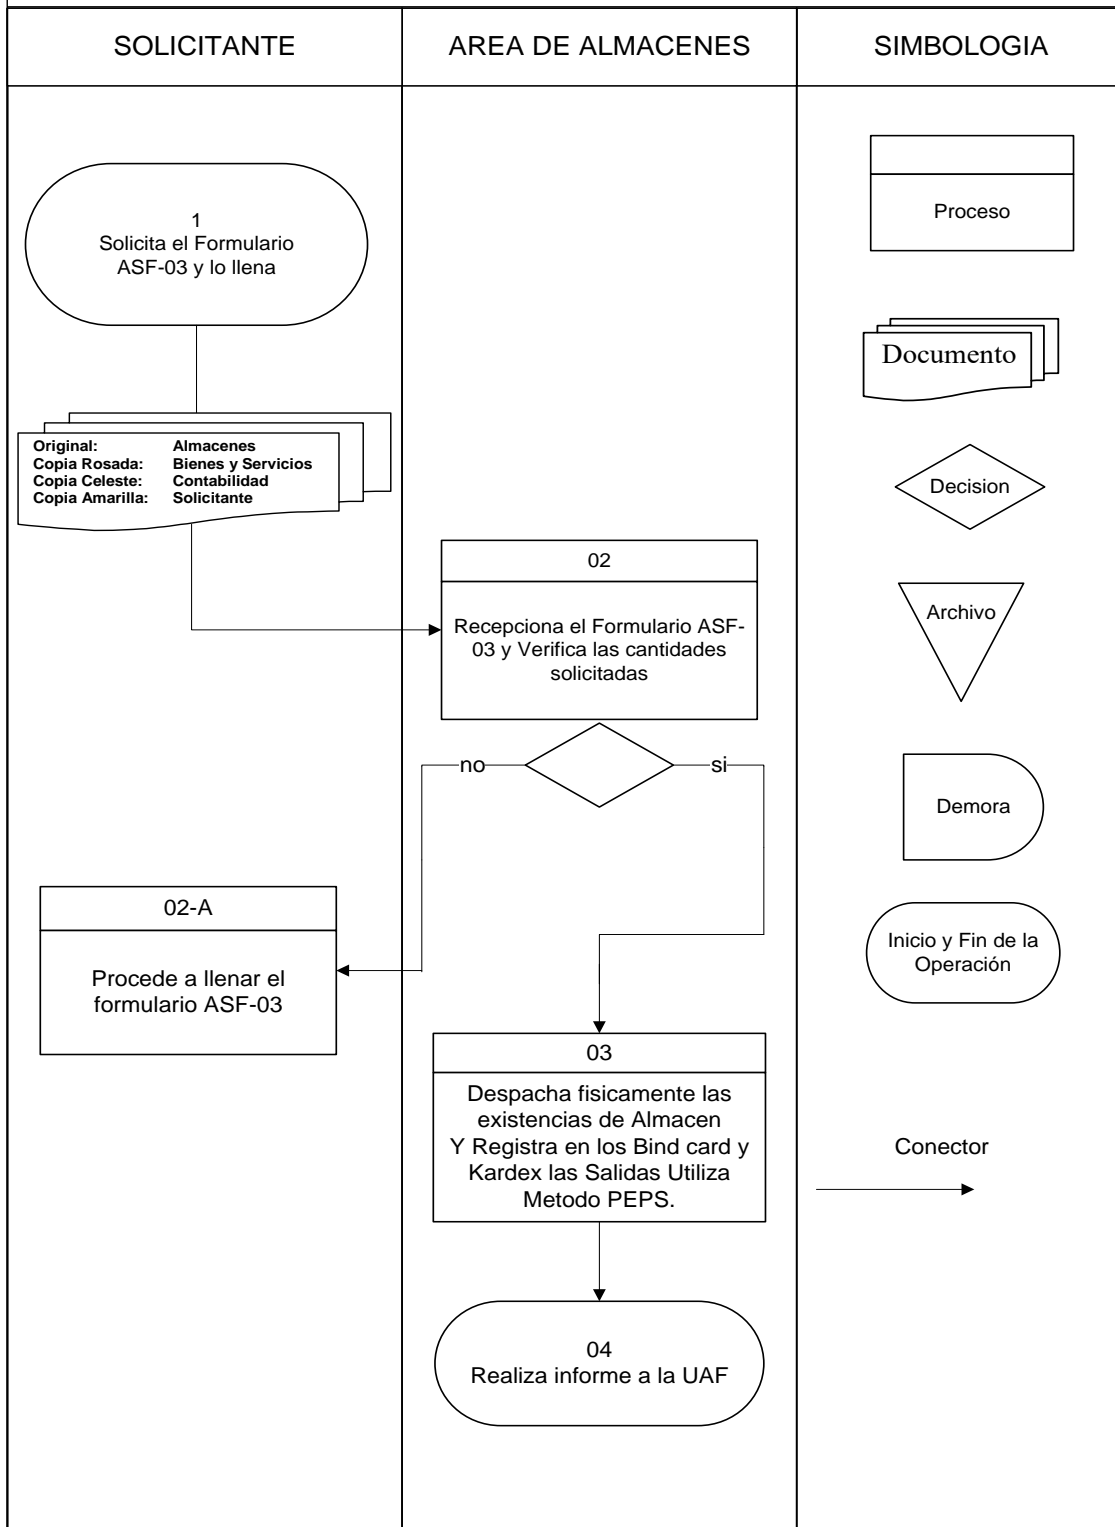 SOLICITANTE
AREA DE ALMACENES
SIMBOLOGIA
1
Solicita el Formulario
ASF-03 y lo llena
Original: Almacenes
Copia Rosada: Bienes y Servicios
Copia Celeste: Contabilidad
Copia Amarilla: Solicitante
02
Recepciona el Formulario ASF-
03 y Verifica las cantidades
solicitadas
no
si
02-A
Procede a llenar el
formulario ASF-03
03
Despacha fisicamente las
existencias de Almacen
Y Registra en los Bind card y
Kardex las Salidas Utiliza
Metodo PEPS.
04
Realiza informe a la UAF
Proceso
Documento
Decision
Archivo
Demora
Inicio y Fin de la
Operación
Conector